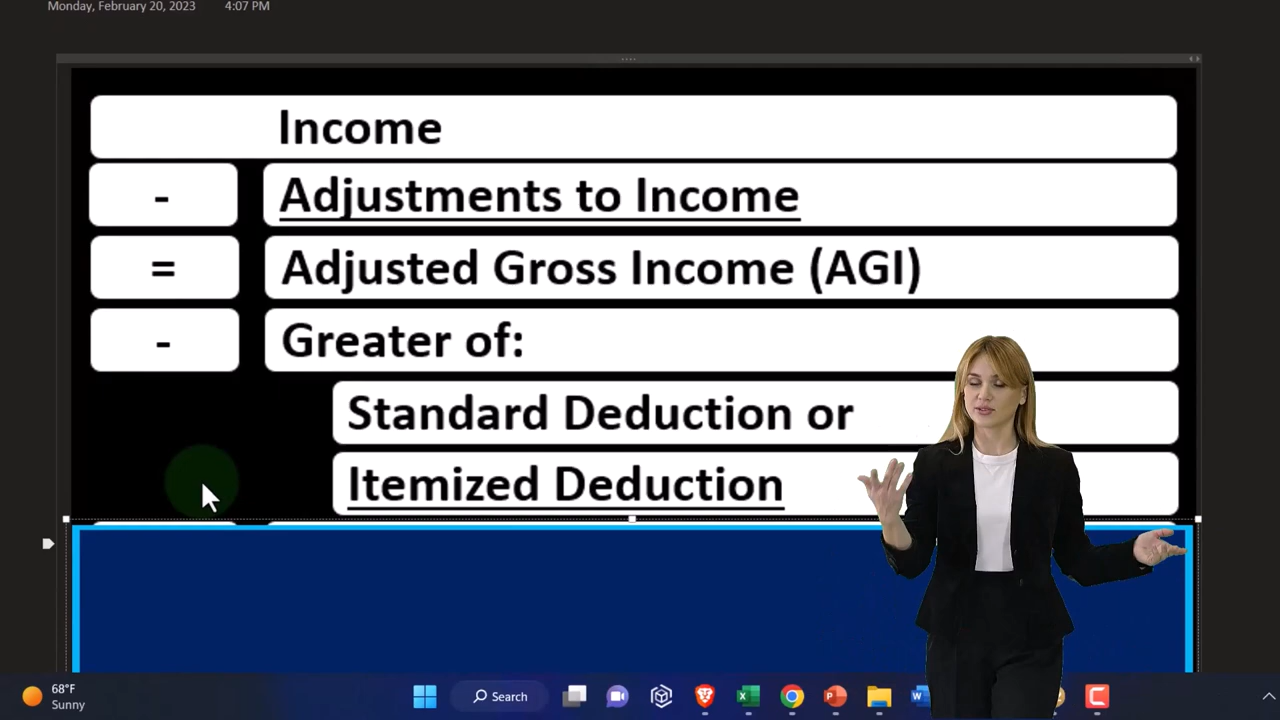 Monday, February 20, 2023 4:07 PM
Income
- Adjustments to Income
= Adjusted Gross Income (AGI)
- Greater of:
Standard Deduction or
Itemized Deduction
68°F
Sunny
Search